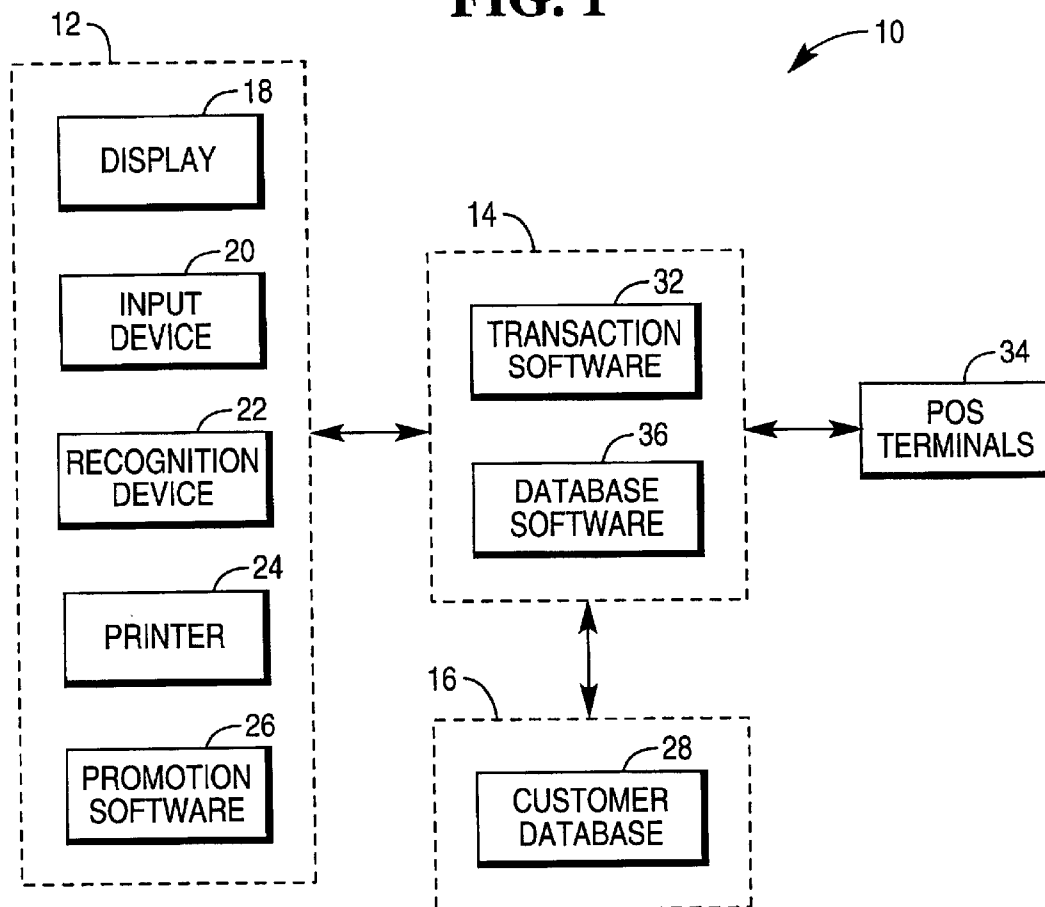 FIG. 1
10
12
18
DISPLAY
20
INPUT
DEVICE
22
RECOGNITION
DEVICE
24
PRINTER
26
PROMOTION
SOFTWARE
14
32
TRANSACTION
SOFTWARE
36
DATABASE
SOFTWARE
34
POS
TERMINALS
16
28
CUSTOMER
DATABASE